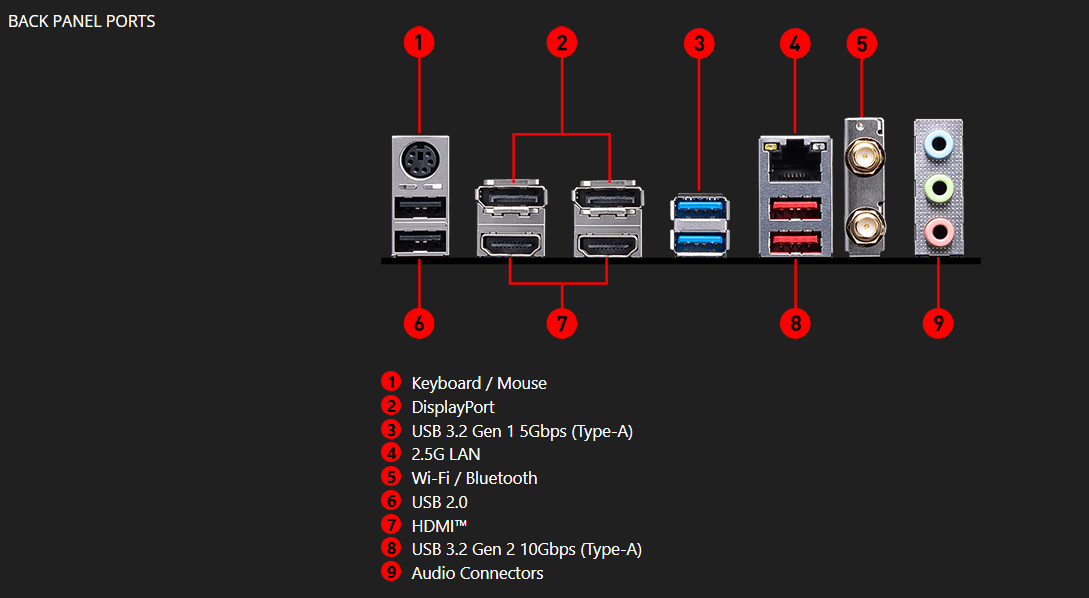 BACK PANEL PORTS
1 2 3 4 5
6 7 8 9
1 Keyboard / Mouse
2 DisplayPort
3 USB 3.2 Gen 1 5Gbps (Type-A)
4 2.5G LAN
5 Wi-Fi / Bluetooth
6 USB 2.0
7 HDMI™
8 USB 3.2 Gen 2 10Gbps (Type-A)
9 Audio Connectors